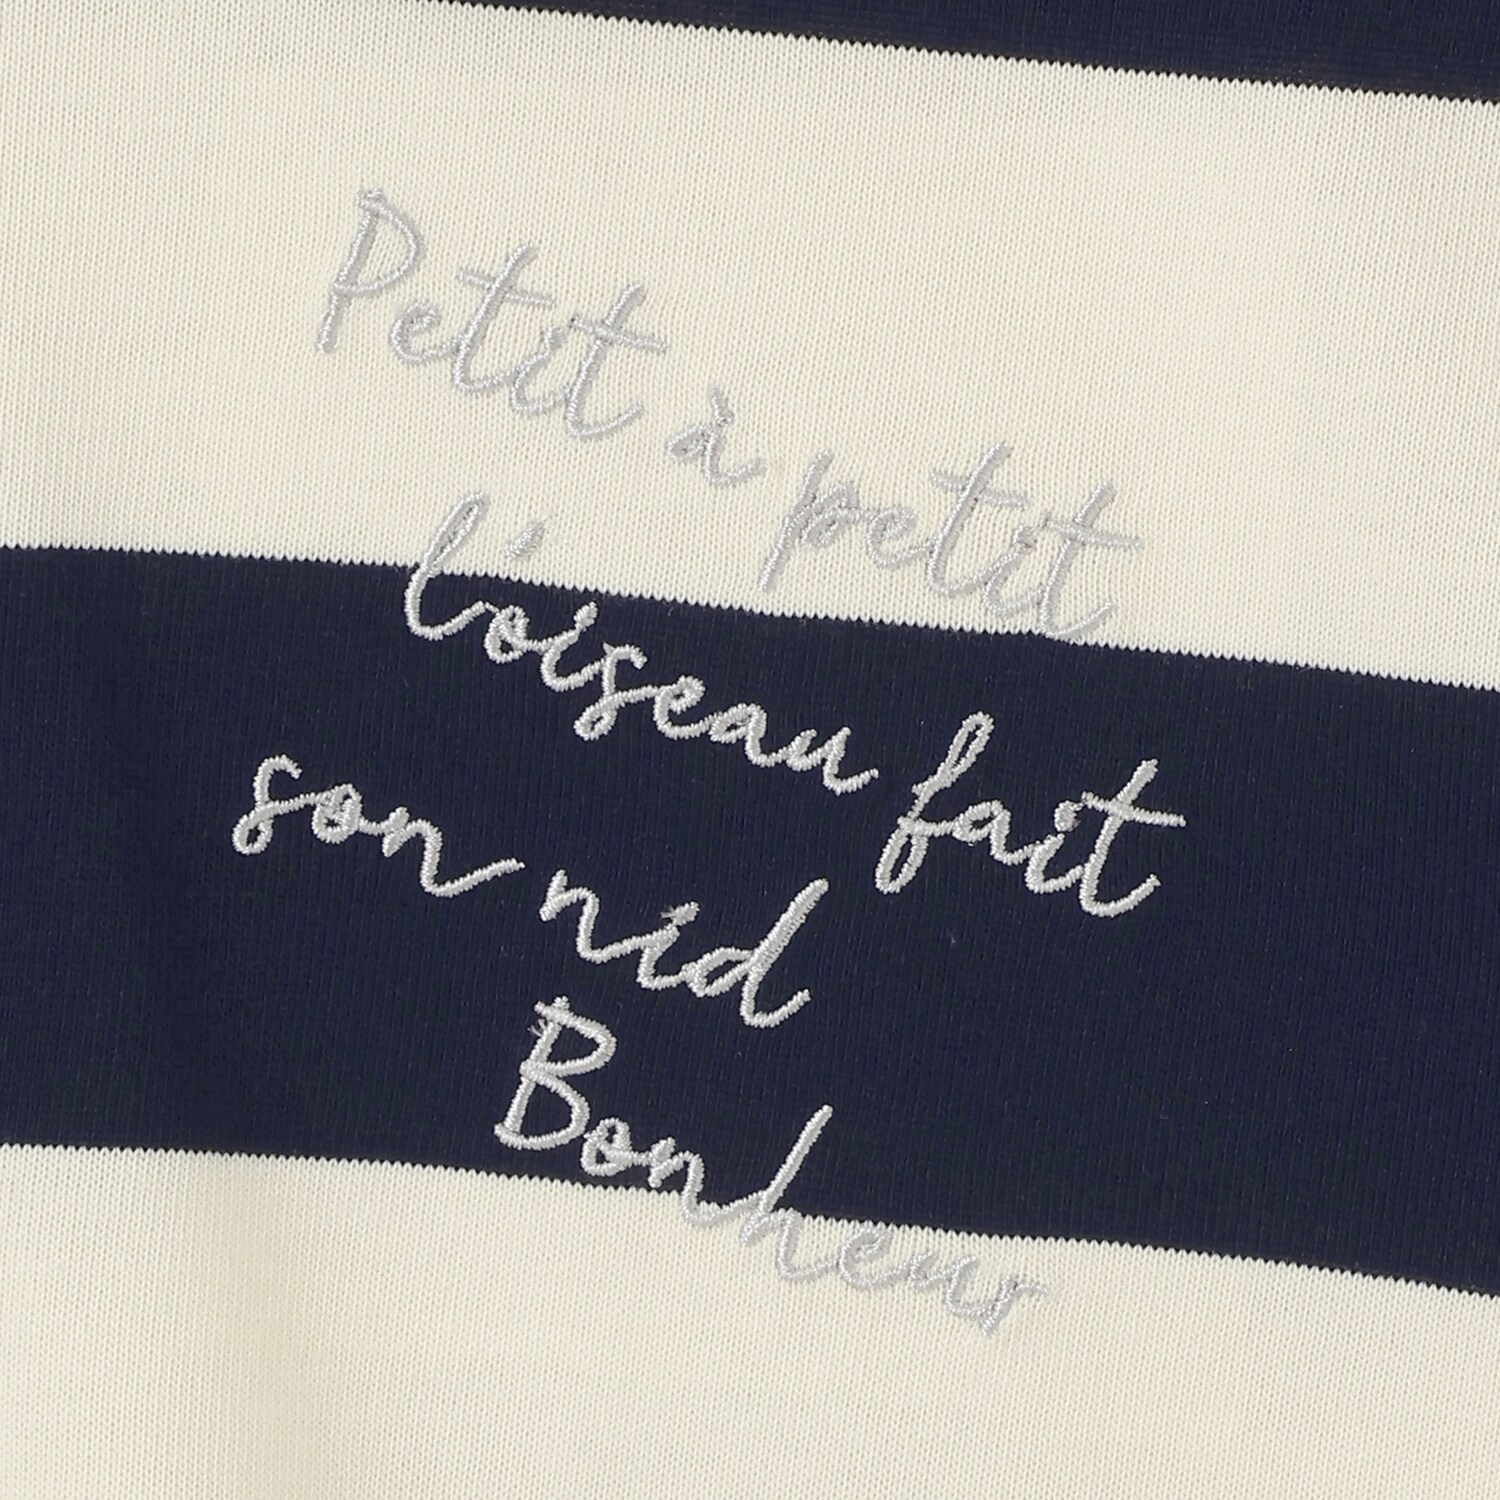 Petit à petit
l'oiseau fait
son nid
Bonheur